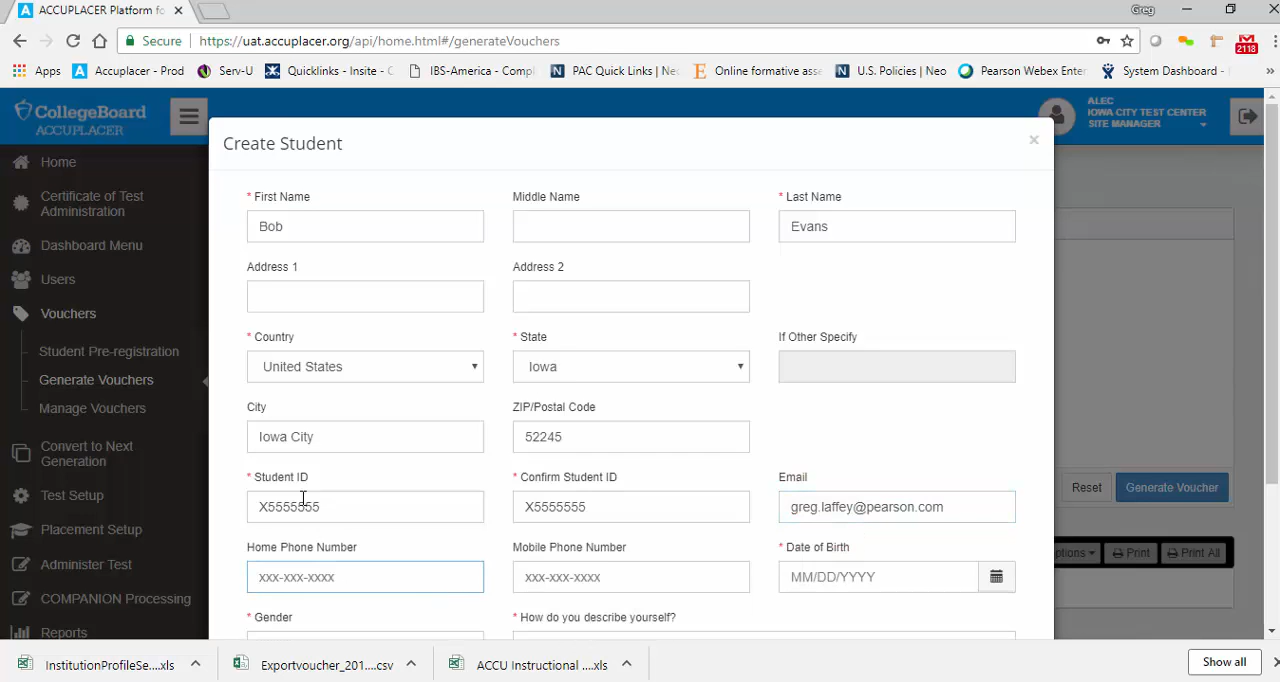 ACCUPLACER Platform fo
Greg
Secure https://uat.accuplacer.org/api/home.html#/generateVouchers
2118
Apps Accuplacer - Prod Serv-U Quicklinks - Insite - C IBS-America - Compl PAC Quick Links | Neo Online formative asse U.S. Policies | Neo Pearson Webex Enter System Dashboard -
CollegeBoard
ACCUPLACER
ALEC
IOWA CITY TEST CENTER
SITE MANAGER
Home
Certificate of Test
Administration
Dashboard Menu
Users
Vouchers
Student Pre-registration
Generate Vouchers
Manage Vouchers
Convert to Next
Generation
Test Setup
Placement Setup
Administer Test
COMPANION Processing
Reports
Create Student
* First Name Middle Name * Last Name
Bob Evans
Address 1 Address 2
* Country * State If Other Specify
United States Iowa
City ZIP/Postal Code
Iowa City 52245
* Student ID * Confirm Student ID Email
X5555555 X5555555 greg.laffey@pearson.com
Home Phone Number Mobile Phone Number * Date of Birth
xxx-xxx-xxxx xxx-xxx-xxxx MM/DD/YYYY
* Gender * How do you describe yourself?
Reset Generate Voucher
ptions Print Print All
InstitutionProfileSe....xls Exportvoucher_201....csv ACCU Instructional ....xls Show all